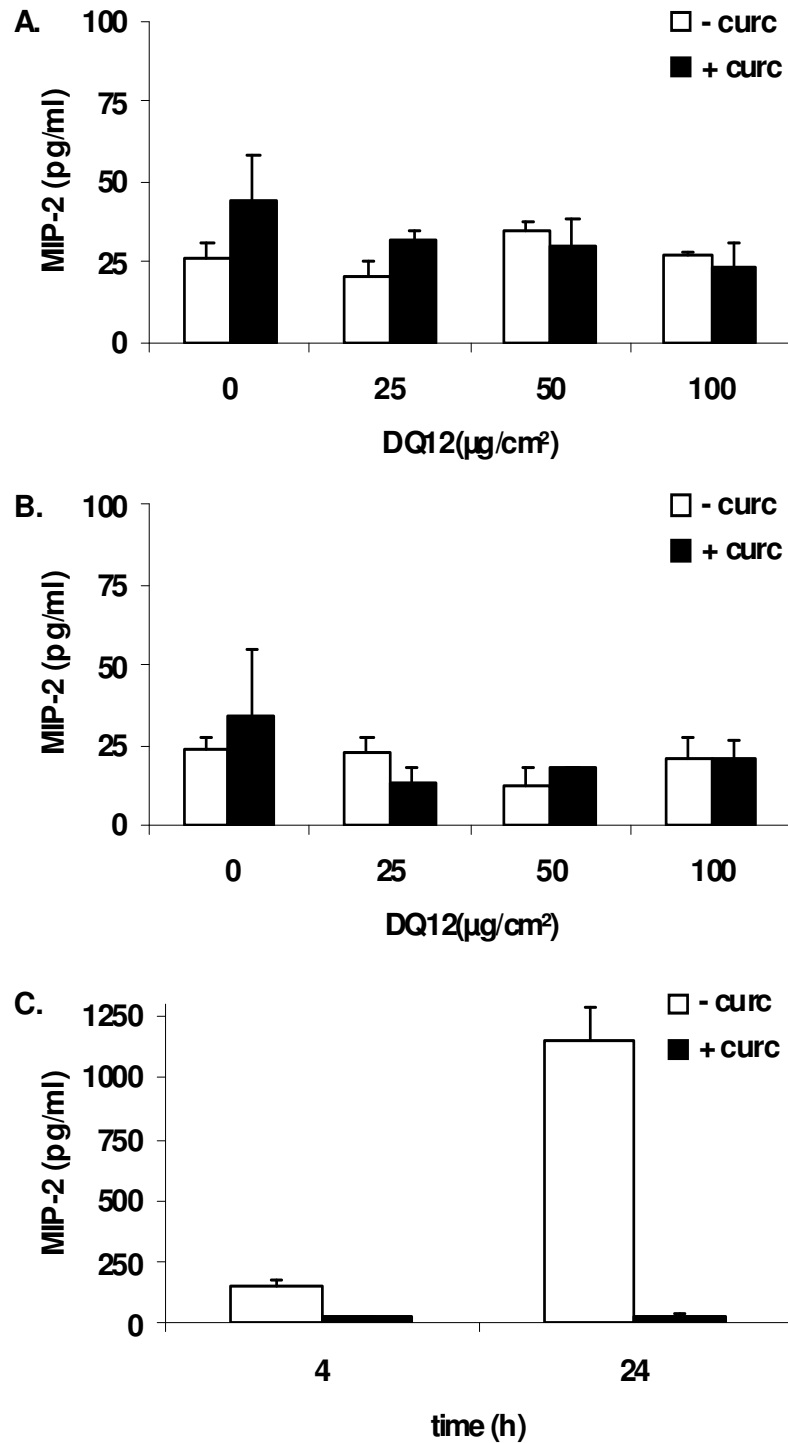 A.
MIP-2 (pg/ml)
100
75
50
25
0
- curc
+ curc
0 25 50 100
DQ12(µg/cm²)
B.
MIP-2 (pg/ml)
100
75
50
25
0
- curc
+ curc
0 25 50 100
DQ12(µg/cm²)
C.
MIP-2 (pg/ml)
1250
1000
750
500
250
0
- curc
+ curc
4 24
time (h)